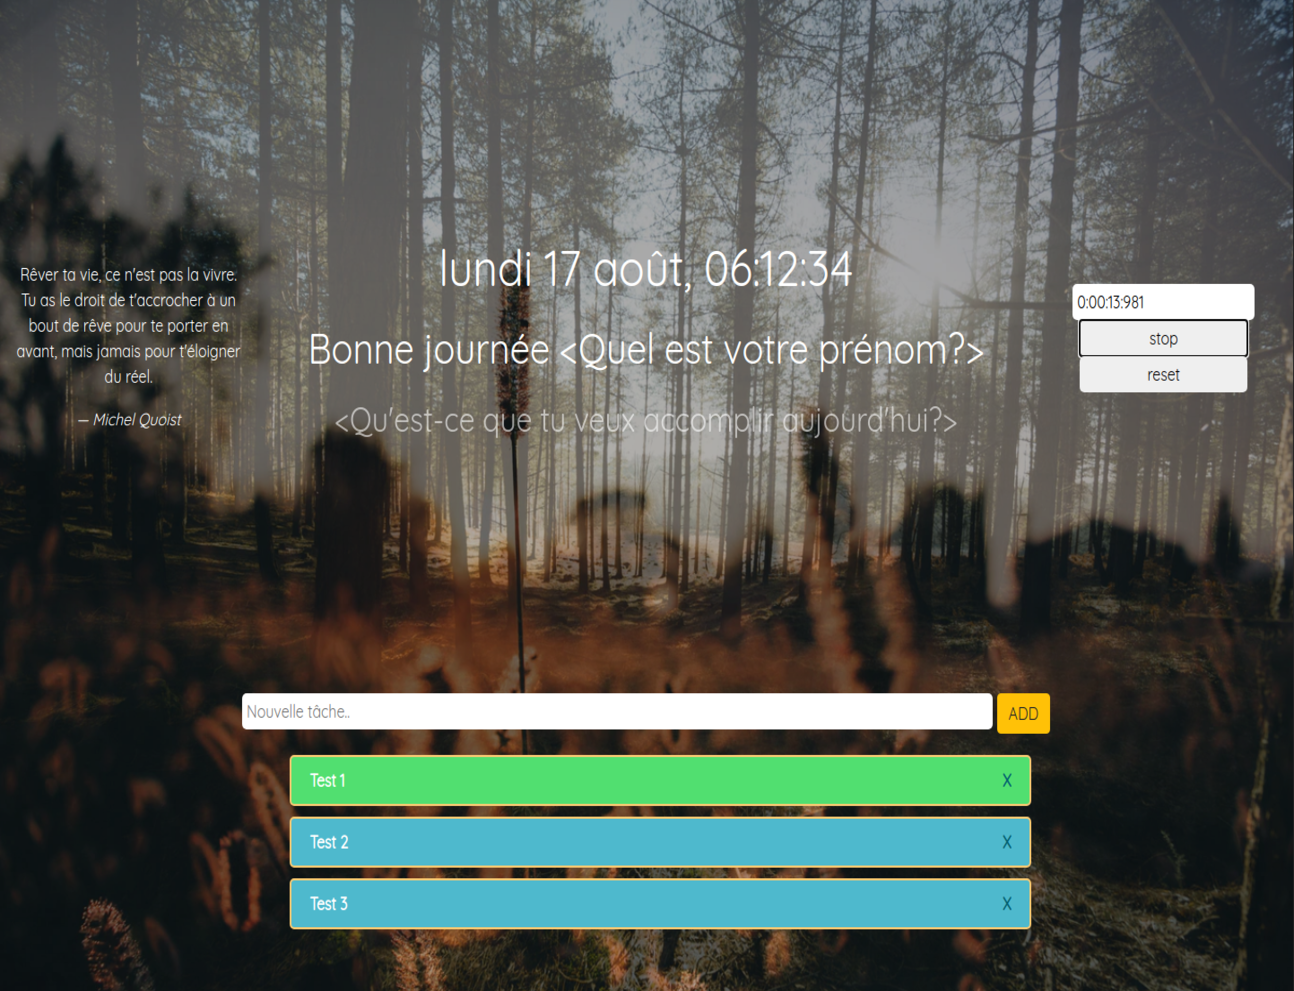 Rêver ta vie, ce n'est pas la vivre.
Tu as le droit de t'accrocher à un
bout de rêve pour te porter en
avant, mais jamais pour t'éloigner
du réel.
— Michel Quoist
lundi 17 août, 06:12:34
Bonne journée <Quel est votre prénom?>
<Qu'est-ce que tu veux accomplir aujourd'hui?>
0:00:13:981
stop
reset
Nouvelle tâche..
ADD
Test 1 X
Test 2 X
Test 3 X